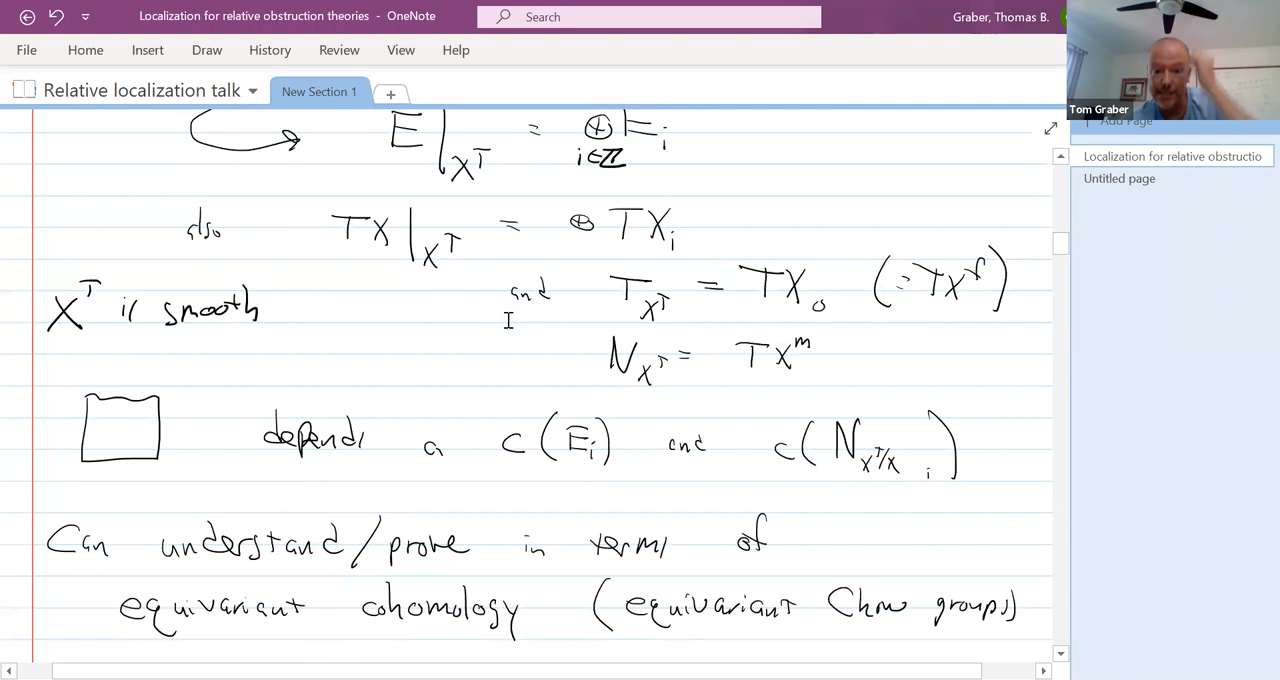 Localization for relative obstruction theories - OneNote
Search
Graber, Thomas B.
File Home Insert Draw History Review View Help
Relative localization talk
New Section 1
Tom Graber
Add Page
Localization for relative obstructio
Untitled page
E|_{X^T} = ⊕_{i∈ℤ} E_i
also TX|_{X^T} = ⊕ TX_i
X^T is smooth and T_{X^T} = TX_0 (= TX^f)
N_{X^T} = TX^m
depends on c(E_i) and c(N_{X^T/X, i})
Can understand/prove in terms of
equivariant cohomology (equivariant Chow groups)